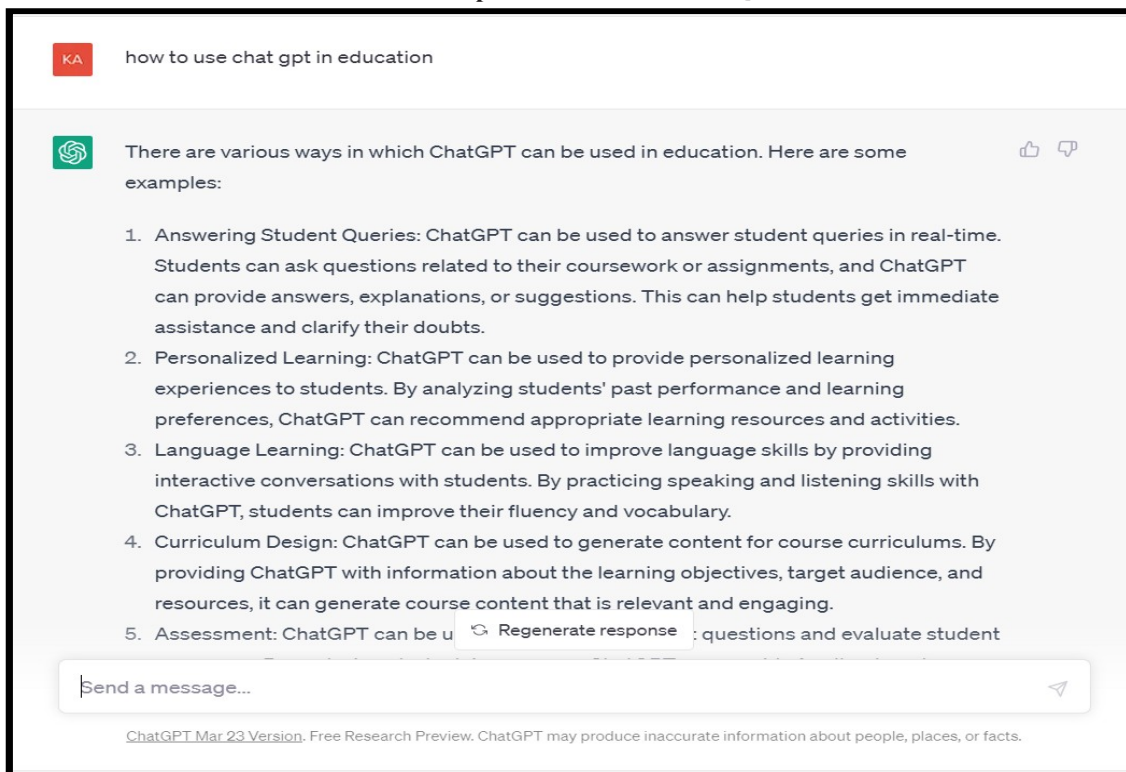 KA
how to use chat gpt in education
There are various ways in which ChatGPT can be used in education. Here are some
examples:
1. Answering Student Queries: ChatGPT can be used to answer student queries in real-time.
Students can ask questions related to their coursework or assignments, and ChatGPT
can provide answers, explanations, or suggestions. This can help students get immediate
assistance and clarify their doubts.
2. Personalized Learning: ChatGPT can be used to provide personalized learning
experiences to students. By analyzing students' past performance and learning
preferences, ChatGPT can recommend appropriate learning resources and activities.
3. Language Learning: ChatGPT can be used to improve language skills by providing
interactive conversations with students. By practicing speaking and listening skills with
ChatGPT, students can improve their fluency and vocabulary.
4. Curriculum Design: ChatGPT can be used to generate content for course curriculums. By
providing ChatGPT with information about the learning objectives, target audience, and
resources, it can generate course content that is relevant and engaging.
5. Assessment: ChatGPT can be questions and evaluate student
Regenerate response
Send a message...
ChatGPT Mar 23 Version. Free Research Preview. ChatGPT may produce inaccurate information about people, places, or facts.